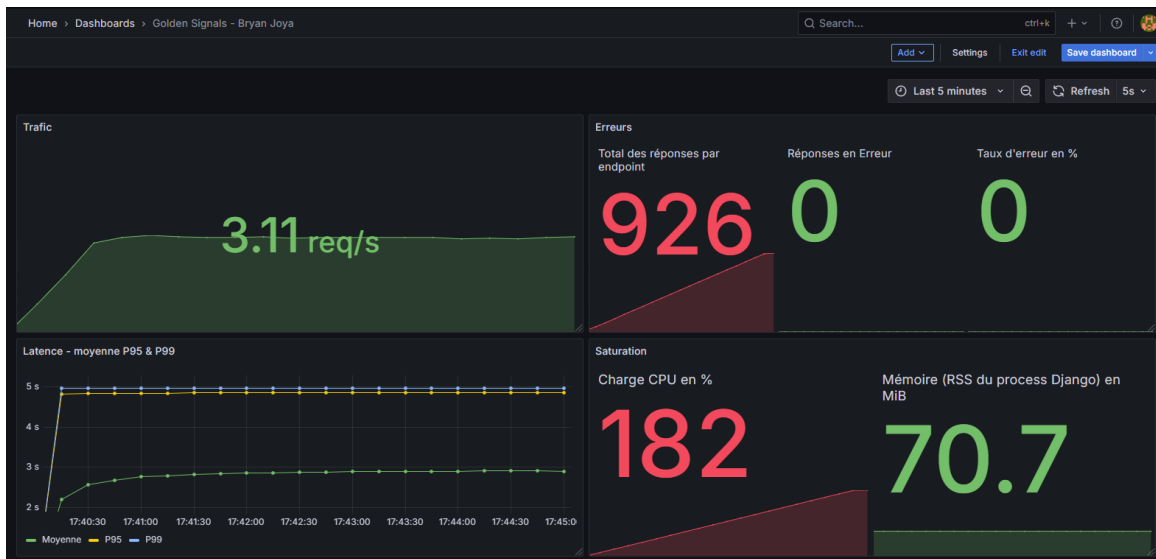 Home › Dashboards › Golden Signals - Bryan Joya
Search... ctrl+k
Add Settings Exit edit Save dashboard
Last 5 minutes Refresh 5s
Trafic
3.11 req/s
Erreurs
Total des réponses par
endpoint
926
Réponses en Erreur
0
Taux d'erreur en %
0
Latence - moyenne P95 & P99
5 s
4 s
3 s
2 s
17:40:30 17:41:00 17:41:30 17:42:00 17:42:30 17:43:00 17:43:30 17:44:00 17:44:30 17:45:0
Moyenne P95 P99
Saturation
Charge CPU en %
182
Mémoire (RSS du process Django) en
MiB
70.7